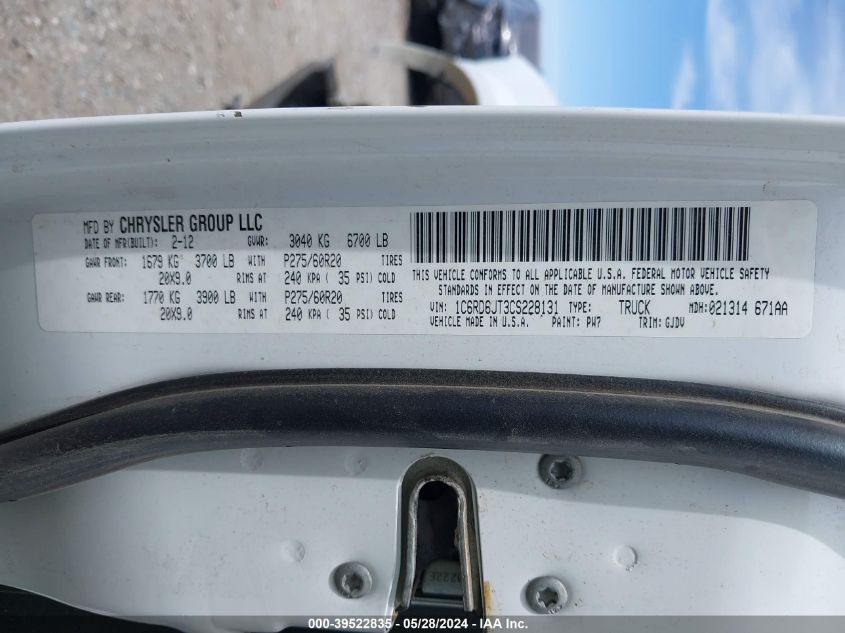 MFD BY CHRYSLER GROUP LLC
DATE OF MFR(BUILT): 2-12 GVWR: 3040 KG 6700 LB
GAWR FRONT: 1679 KG 3700 LB WITH P275/60R20 TIRES
20X9.0 RIMS AT 240 KPA ( 35 PSI) COLD
GAWR REAR: 1770 KG 3900 LB WITH P275/60R20 TIRES
20X9.0 RIMS AT 240 KPA ( 35 PSI) COLD
THIS VEHICLE CONFORMS TO ALL APPLICABLE U.S.A. FEDERAL MOTOR VEHICLE SAFETY
STANDARDS IN EFFECT ON THE DATE OF MANUFACTURE SHOWN ABOVE.
VIN: 1C6RD6JT3CS228131 TYPE: TRUCK MDH: 021314 671AA
VEHICLE MADE IN U.S.A. PAINT: PW7 TRIM: GJDV
000-39522835 - 05/28/2024 - IAA Inc.